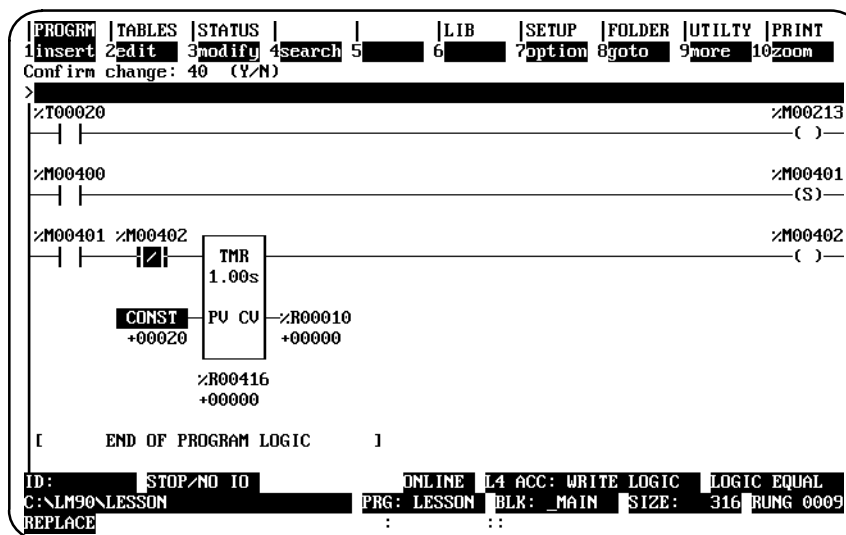 PROGRM |TABLES |STATUS | | |LIB |SETUP |FOLDER |UTILTY |PRINT
1insert 2edit 3modify 4search 5 6 7option 8goto 9more 10zoom
Confirm change: 40 (Y/N)
>
%T00020 %M00213
( )
%M00400 %M00401
(S)
%M00401 %M00402 %M00402
/ TMR ( )
1.00s
CONST PV CV %R00010
+00020 +00000
%R00416
+00000
[ END OF PROGRAM LOGIC ]
ID: STOP/NO IO ONLINE L4 ACC: WRITE LOGIC LOGIC EQUAL
C:\LM90\LESSON PRG: LESSON BLK: _MAIN SIZE: 316 RUNG 0009
REPLACE : ::